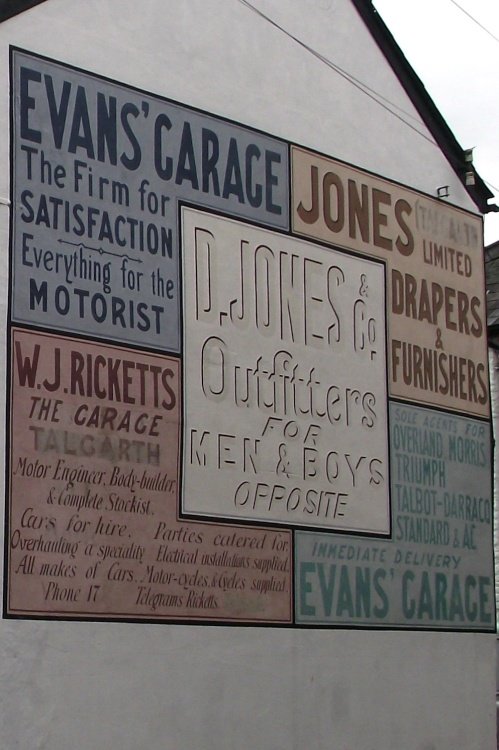 EVANS' GARAGE
The Firm for
SATISFACTION
Everything for the
MOTORIST
JONES
(TALGARTH)
LIMITED
DRAPERS
&
FURNISHERS
D. JONES & Co.
Outfitters
FOR
MEN & BOYS
OPPOSITE
W.J. RICKETTS
THE GARAGE
TALGARTH
Motor Engineer, Body-builder,
& Complete Stockist.
Cars for hire. Parties catered for.
Overhauling a speciality. Electrical installations supplied.
All makes of Cars, Motor-cycles, & Cycles supplied.
'Phone 17 Telegrams Ricketts.
SOLE AGENTS FOR
OVERLAND MORRIS
TRIUMPH
TALBOT-DARRACQ
STANDARD & AC
IMMEDIATE DELIVERY
EVANS' GARAGE